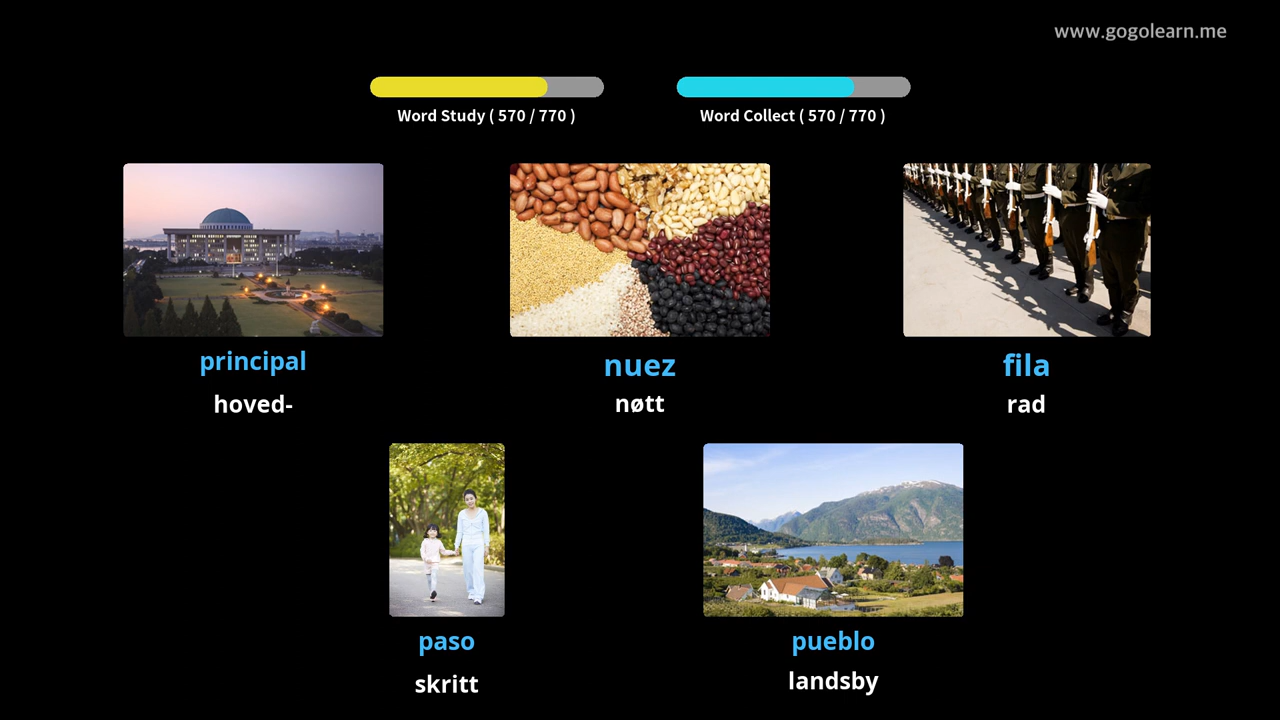 www.gogolearn.me
Word Study ( 570 / 770 )
Word Collect ( 570 / 770 )
principal
hoved-
nuez
nøtt
fila
rad
paso
skritt
pueblo
landsby